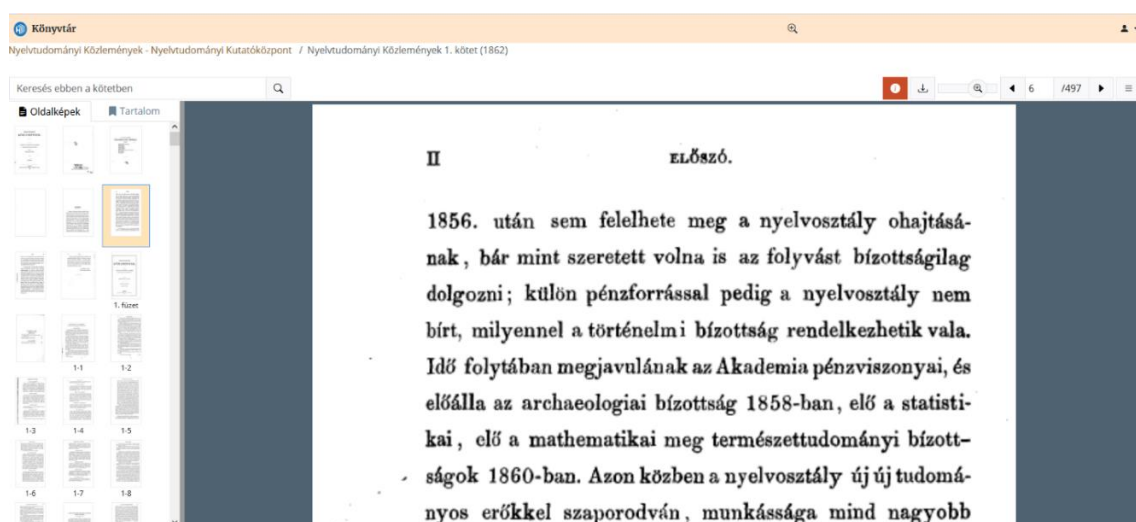 Könyvtár
Nyelvtudományi Közlemények - Nyelvtudományi Kutatóközpont / Nyelvtudományi Közlemények 1. kötet (1862)
Keresés ebben a kötetben
6 /497
Oldalképek Tartalom
1. füzet
1-1 1-2
1-3 1-4 1-5
1-6 1-7 1-8
II ELŐSZÓ.
1856. után sem felelhete meg a nyelvosztály ohajtásá-
nak, bár mint szeretett volna is az folyvást bízottságilag
dolgozni; külön pénzforrással pedig a nyelvosztály nem
bírt, milyennel a történelmi bízottság rendelkezhetik vala.
Idő folytában megjavulának az Akademia pénzviszonyai, és
előálla az archaeologiai bízottság 1858-ban, elő a statisti-
kai, elő a mathematikai meg természettudományi bízott-
ságok 1860-ban. Azon közben a nyelvosztály új új tudomá-
nyos erőkkel szaporodván, munkássága mind nagyobb